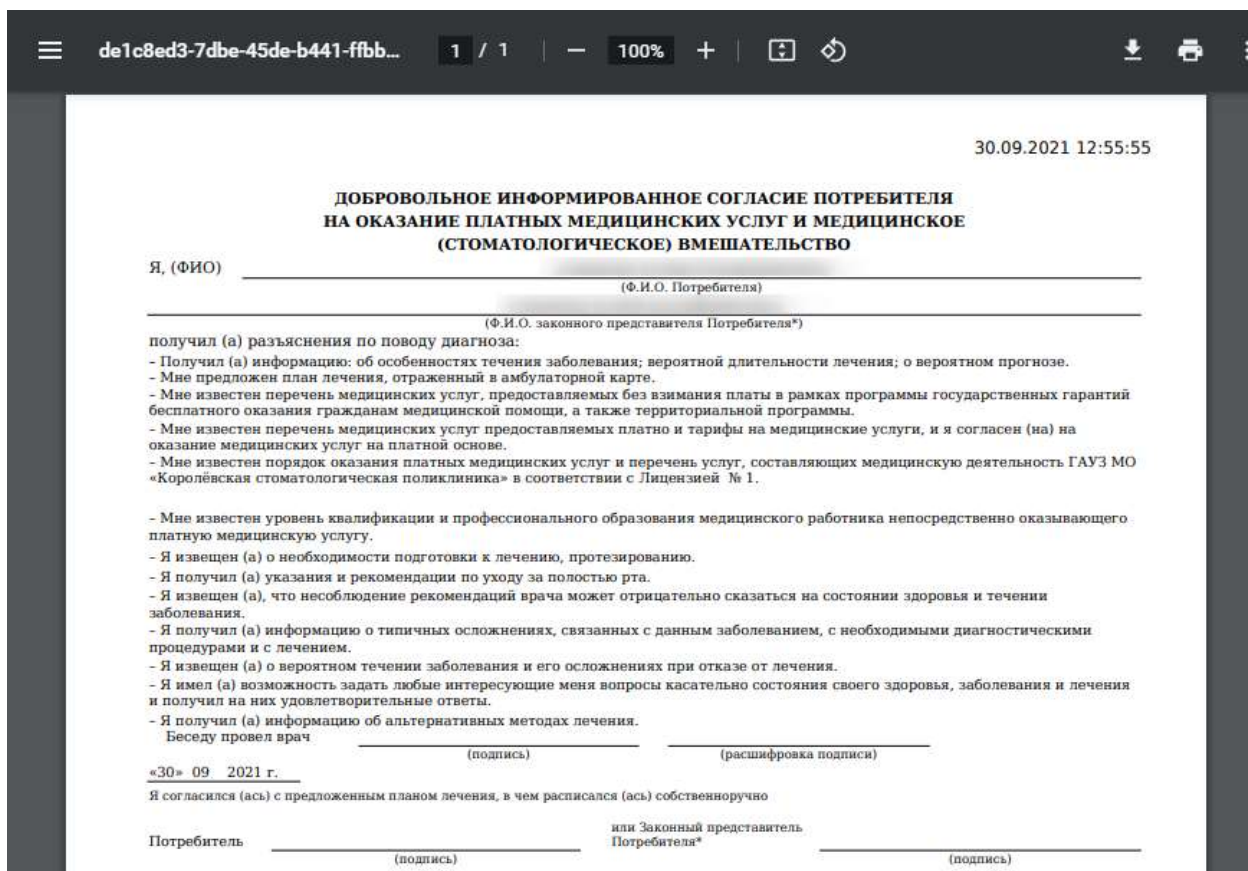 de1c8ed3-7dbe-45de-b441-ffbb... 1 / 1 100%
30.09.2021 12:55:55
ДОБРОВОЛЬНОЕ ИНФОРМИРОВАННОЕ СОГЛАСИЕ ПОТРЕБИТЕЛЯ
НА ОКАЗАНИЕ ПЛАТНЫХ МЕДИЦИНСКИХ УСЛУГ И МЕДИЦИНСКОЕ
(СТОМАТОЛОГИЧЕСКОЕ) ВМЕШАТЕЛЬСТВО
Я, (ФИО)
(Ф.И.О. Потребителя)
(Ф.И.О. законного представителя Потребителя*)
получил (а) разъяснения по поводу диагноза:
– Получил (а) информацию: об особенностях течения заболевания; вероятной длительности лечения; о вероятном прогнозе.
– Мне предложен план лечения, отраженный в амбулаторной карте.
– Мне известен перечень медицинских услуг, предоставляемых без взимания платы в рамках программы государственных гарантий
бесплатного оказания гражданам медицинской помощи, а также территориальной программы.
– Мне известен перечень медицинских услуг предоставляемых платно и тарифы на медицинские услуги, и я согласен (на) на
оказание медицинских услуг на платной основе.
– Мне известен порядок оказания платных медицинских услуг и перечень услуг, составляющих медицинскую деятельность ГАУЗ МО
«Королёвская стоматологическая поликлиника» в соответствии с Лицензией № 1.
– Мне известен уровень квалификации и профессионального образования медицинского работника непосредственно оказывающего
платную медицинскую услугу.
– Я извещен (а) о необходимости подготовки к лечению, протезированию.
– Я получил (а) указания и рекомендации по уходу за полостью рта.
– Я извещен (а), что несоблюдение рекомендаций врача может отрицательно сказаться на состоянии здоровья и течении
заболевания.
– Я получил (а) информацию о типичных осложнениях, связанных с данным заболеванием, с необходимыми диагностическими
процедурами и с лечением.
– Я извещен (а) о вероятном течении заболевания и его осложнениях при отказе от лечения.
– Я имел (а) возможность задать любые интересующие меня вопросы касательно состояния своего здоровья, заболевания и лечения
и получил на них удовлетворительные ответы.
– Я получил (а) информацию об альтернативных методах лечения.
Беседу провел врач
(подпись) (расшифровка подписи)
«30» 09 2021 г.
Я согласился (ась) с предложенным планом лечения, в чем расписался (ась) собственноручно
или Законный представитель
Потребитель Потребителя*
(подпись) (подпись)